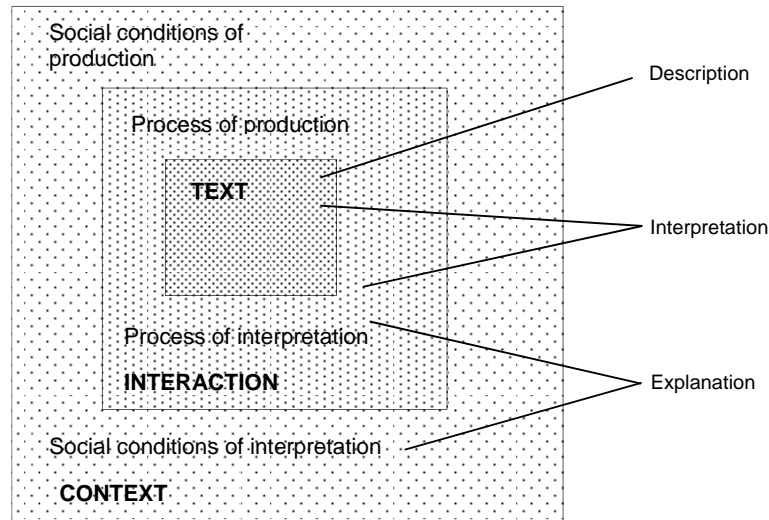 Social conditions of
production
Description
Process of production
TEXT
Interpretation
Process of interpretation
INTERACTION
Explanation
Social conditions of interpretation
CONTEXT